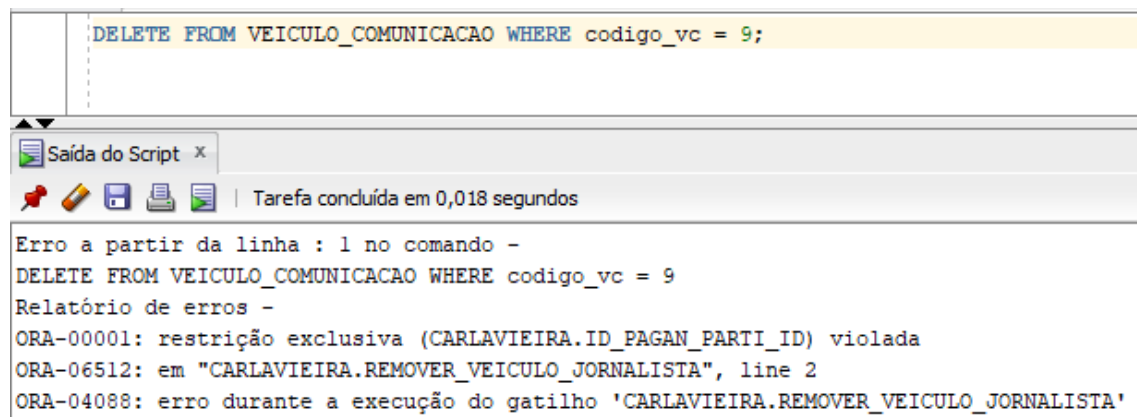 DELETE FROM VEICULO_COMUNICACAO WHERE codigo_vc = 9;
Saída do Script x
Tarefa concluída em 0,018 segundos
Erro a partir da linha : 1 no comando -
DELETE FROM VEICULO_COMUNICACAO WHERE codigo_vc = 9
Relatório de erros -
ORA-00001: restrição exclusiva (CARLAVIEIRA.ID_PAGAN_PARTI_ID) violada
ORA-06512: em "CARLAVIEIRA.REMOVER_VEICULO_JORNALISTA", line 2
ORA-04088: erro durante a execução do gatilho 'CARLAVIEIRA.REMOVER_VEICULO_JORNALISTA'